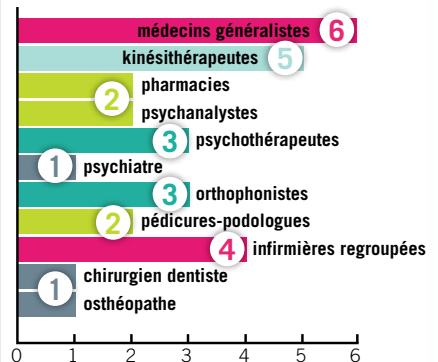 médecins généralistes 6
kinésithérapeutes 5
pharmacies
2
psychanalystes
3 psychothérapeutes
1 psychiatre
3 orthophonistes
2 pédicures-podologues
4 infirmières regroupées
chirurgien dentiste
1
osthéopathe
0 1 2 3 4 5 6